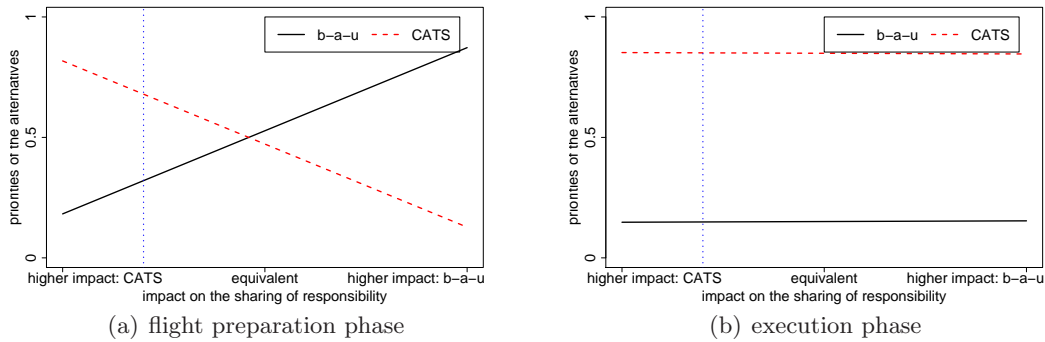 1
b−a−u
CATS
priorities of the alternatives
0.5
0
higher impact: CATS
equivalent
higher impact: b−a−u
impact on the sharing of responsibility
(a) flight preparation phase
1
b−a−u
CATS
priorities of the alternatives
0.5
0
higher impact: CATS
equivalent
higher impact: b−a−u
impact on the sharing of responsibility
(b) execution phase